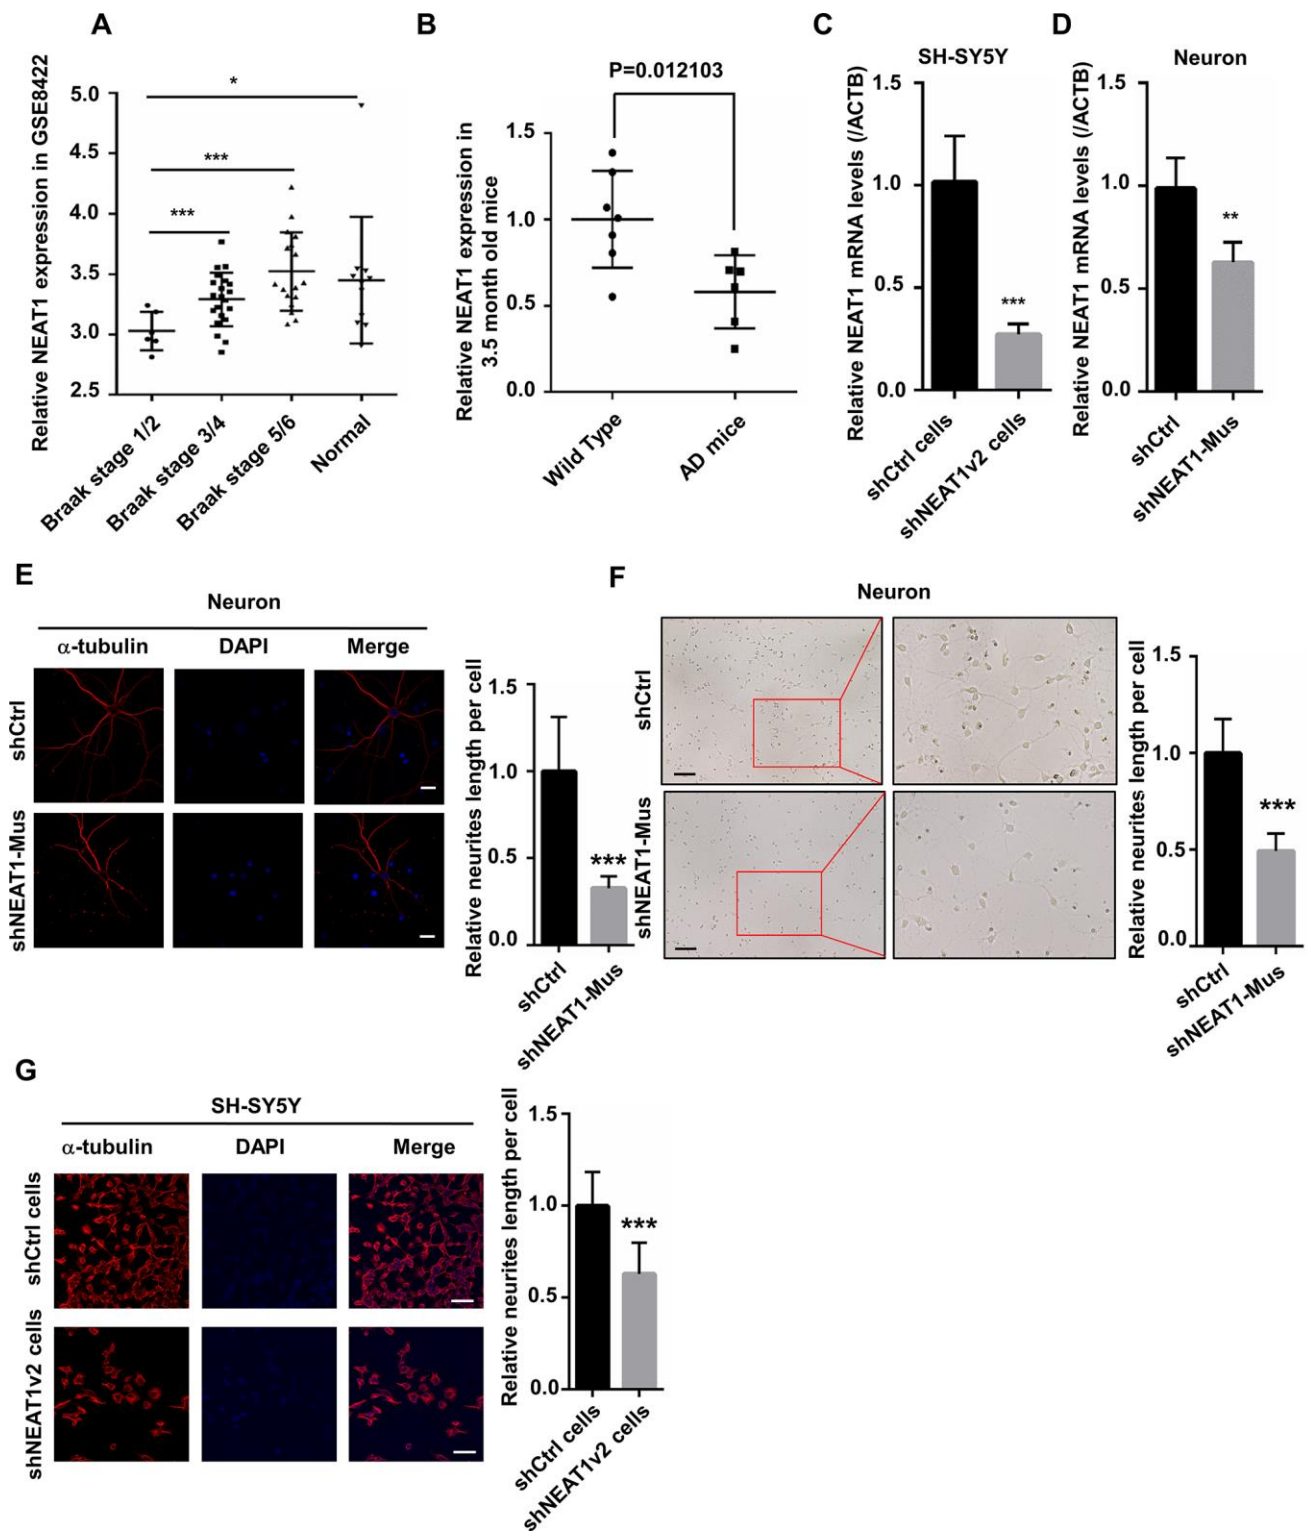 A
Relative NEAT1 expression in GSE8422
5.0
4.5
4.0
3.5
3.0
2.5
*
***
***
Braak stage 1/2
Braak stage 3/4
Braak stage 5/6
Normal
B
P=0.012103
Relative NEAT1 expression in
3.5 month old mice
1.5
1.0
0.5
0.0
Wild Type
AD mice
C
SH-SY5Y
Relative NEAT1 mRNA levels (/ACTB)
1.5
1.0
0.5
0.0
***
shCtrl cells
shNEAT1v2 cells
D
Neuron
Relative NEAT1 mRNA levels (/ACTB)
1.5
1.0
0.5
0.0
**
shCtrl
shNEAT1-Mus
E
Neuron
α-tubulin
DAPI
Merge
shCtrl
shNEAT1-Mus
Relative neurites length per cell
1.5
1.0
0.5
0.0
***
shCtrl
shNEAT1-Mus
F
Neuron
shCtrl
shNEAT1-Mus
Relative neurites length per cell
1.5
1.0
0.5
0.0
***
shCtrl
shNEAT1-Mus
G
SH-SY5Y
α-tubulin
DAPI
Merge
shCtrl cells
shNEAT1v2 cells
Relative neurites length per cell
1.5
1.0
0.5
0.0
***
shCtrl cells
shNEAT1v2 cells